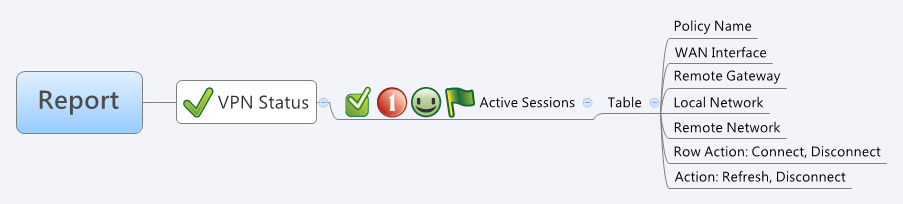 Report
VPN Status
1
Active Sessions
Table
Policy Name
WAN Interface
Remote Gateway
Local Network
Remote Network
Row Action: Connect, Disconnect
Action: Refresh, Disconnect